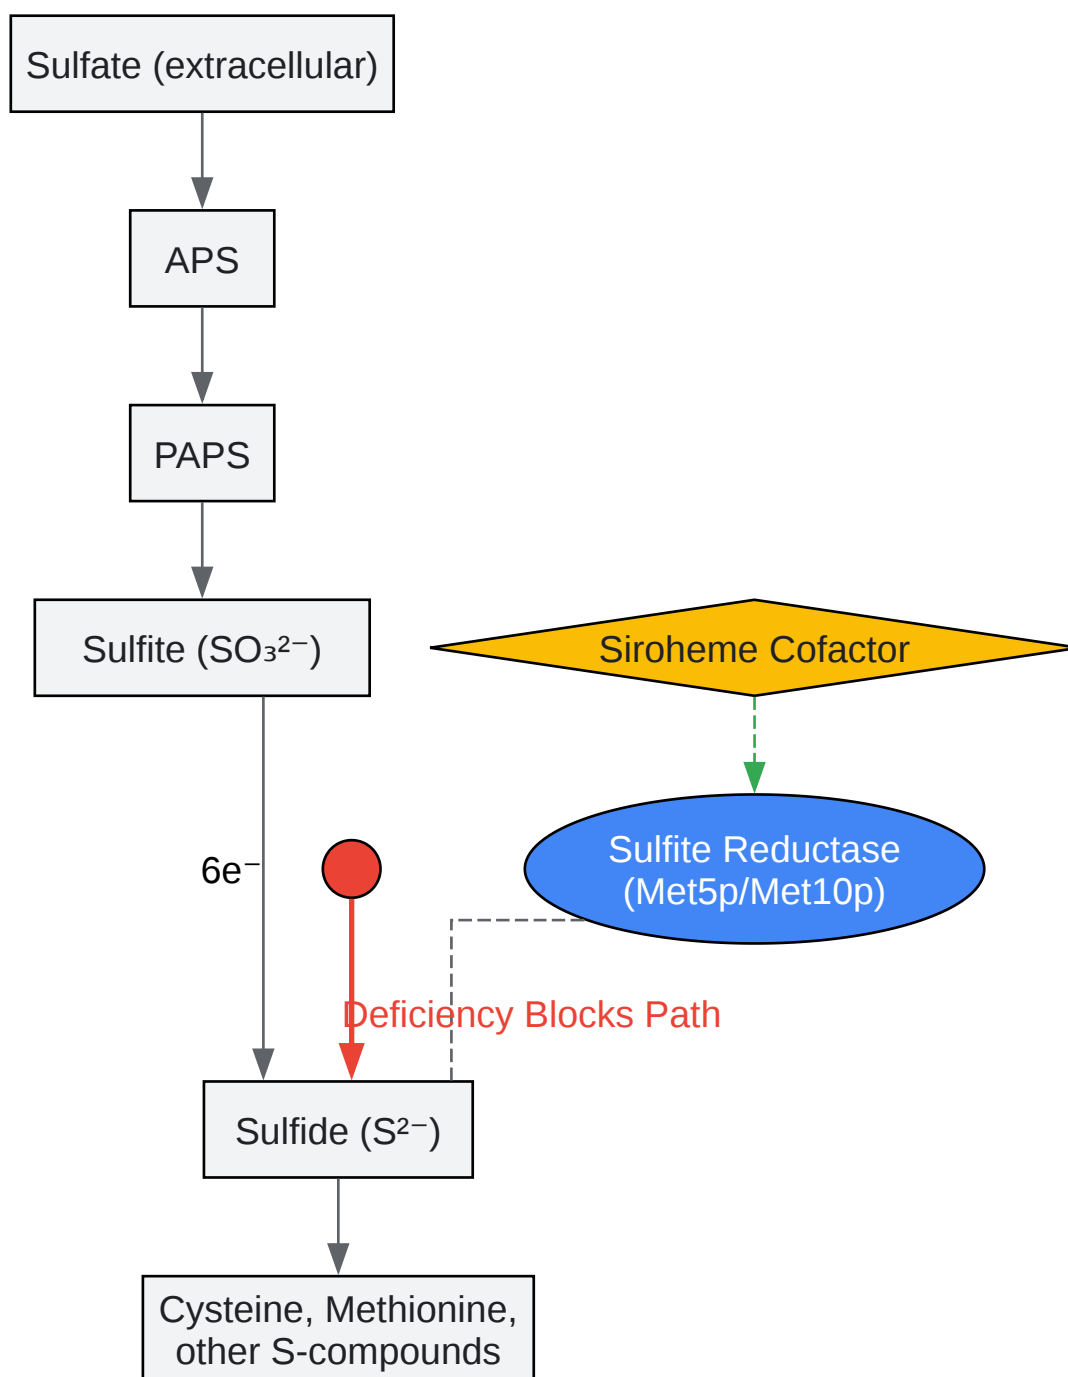 Sulfate (extracellular)
APS
PAPS
Sulfite (SO₃²⁻)
Siroheme Cofactor
Sulfite Reductase
(Met5p/Met10p)
6e⁻
Deficiency Blocks Path
Sulfide (S²⁻)
Cysteine, Methionine,
other S-compounds